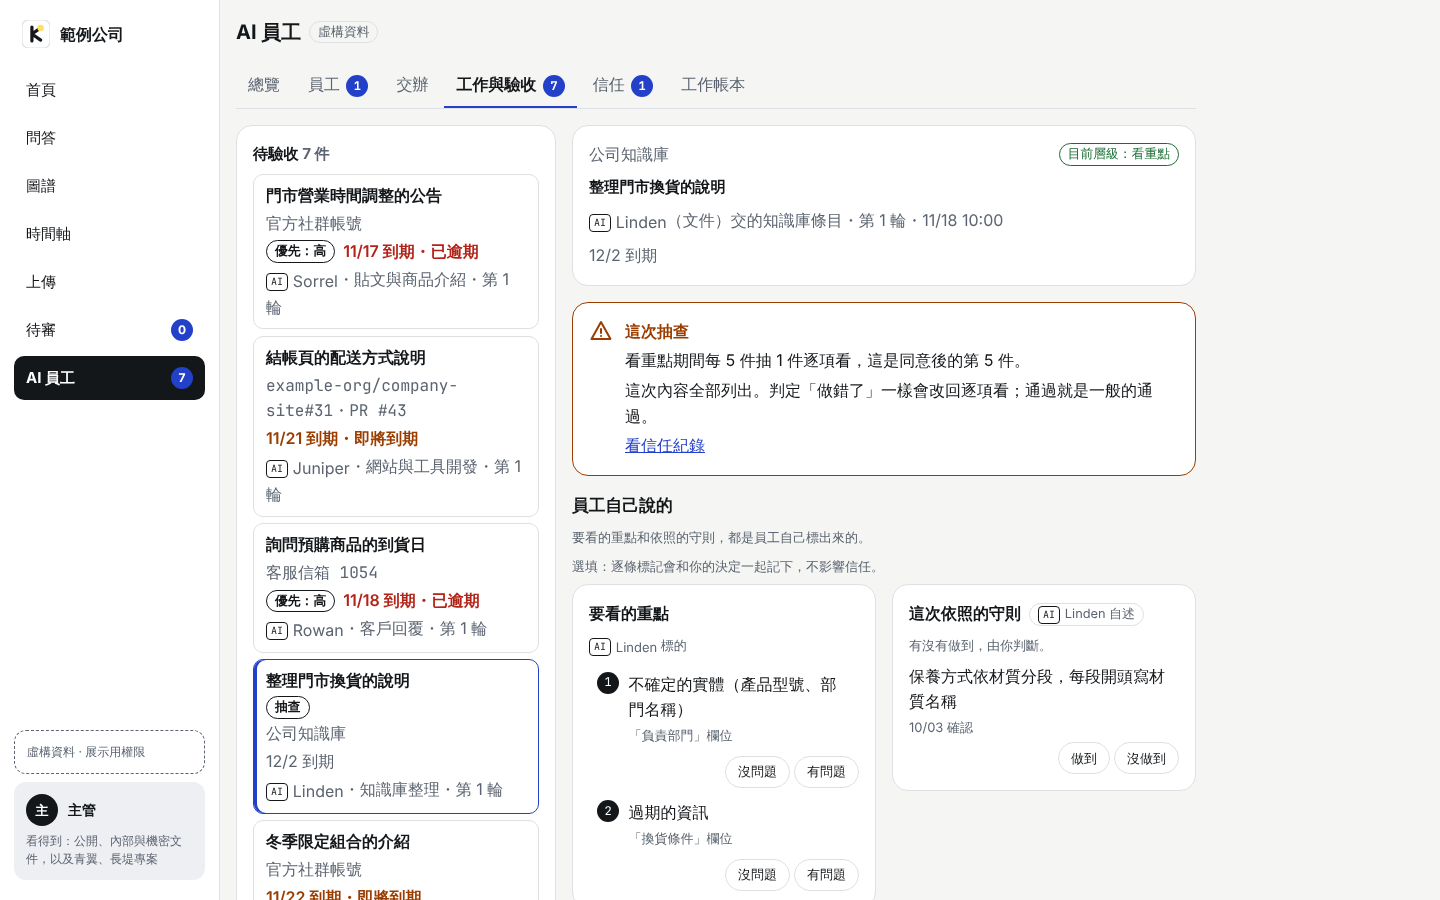 範例公司
首頁
問答
圖譜
時間軸
上傳
待審 0
AI 員工 7
虛構資料 · 展示用權限
主 主管
看得到：公開、內部與機密文
件，以及青翼、長堤專案
AI 員工 虛構資料
總覽 員工 1 交辦 工作與驗收 7 信任 1 工作帳本
待驗收 7 件
門市營業時間調整的公告
官方社群帳號
優先：高 11/17 到期・已逾期
AI Sorrel・貼文與商品介紹・第 1
輪
結帳頁的配送方式說明
example-org/company-
site#31・PR #43
11/21 到期・即將到期
AI Juniper・網站與工具開發・第 1
輪
詢問預購商品的到貨日
客服信箱 1054
優先：高 11/18 到期・已逾期
AI Rowan・客戶回覆・第 1 輪
整理門市換貨的說明
抽查
公司知識庫
12/2 到期
AI Linden・知識庫整理・第 1 輪
冬季限定組合的介紹
官方社群帳號
11/22 到期・即將到期
公司知識庫 目前層級：看重點
整理門市換貨的說明
AI Linden（文件）交的知識庫條目・第 1 輪・11/18 10:00
12/2 到期
這次抽查
看重點期間每 5 件抽 1 件逐項看，這是同意後的第 5 件。
這次內容全部列出。判定「做錯了」一樣會改回逐項看；通過就是一般的通
過。
看信任紀錄
員工自己說的
要看的重點和依照的守則，都是員工自己標出來的。
選填：逐條標記會和你的決定一起記下，不影響信任。
要看的重點
AI Linden 標的
1 不確定的實體（產品型號、部
門名稱）
「負責部門」欄位
沒問題 有問題
2 過期的資訊
「換貨條件」欄位
沒問題 有問題
這次依照的守則 AI Linden 自述
有沒有做到，由你判斷。
保養方式依材質分段，每段開頭寫材
質名稱
10/03 確認
做到 沒做到